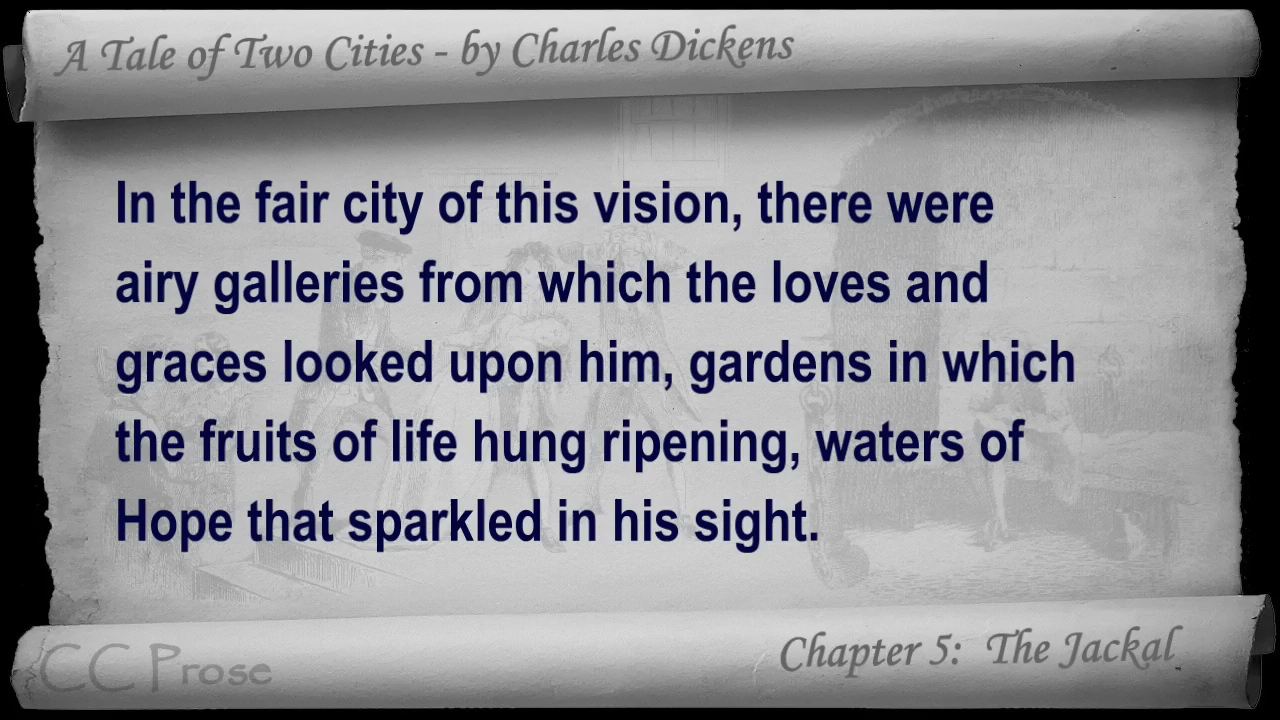 A Tale of Two Cities - by Charles Dickens
In the fair city of this vision, there were
airy galleries from which the loves and
graces looked upon him, gardens in which
the fruits of life hung ripening, waters of
Hope that sparkled in his sight.
CC Prose
Chapter 5: The Jackal